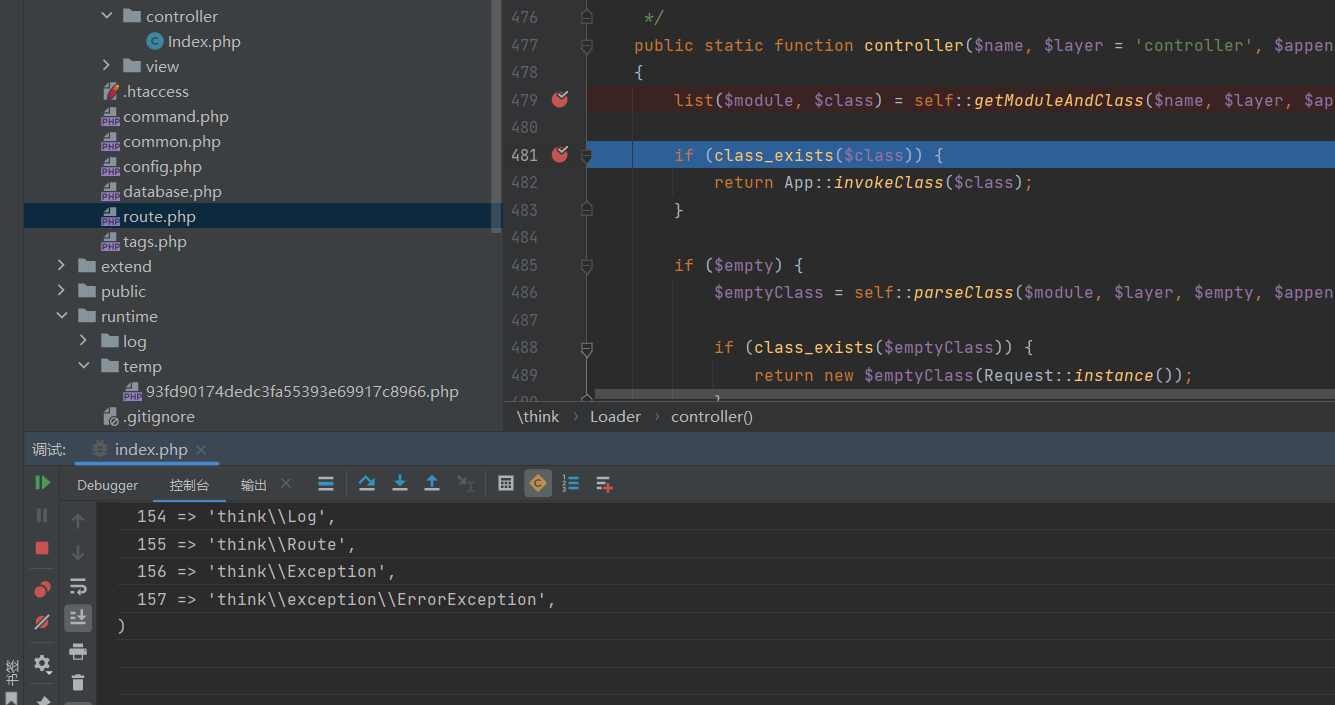 controller
Index.php
view
.htaccess
command.php
common.php
config.php
database.php
route.php
tags.php
extend
public
runtime
log
temp
93fd90174dedc3fa55393e69917c8966.php
.gitignore
476 */
477 public static function controller($name, $layer = 'controller', $appen
478 {
479 list($module, $class) = self::getModuleAndClass($name, $layer, $ap
480
481 if (class_exists($class)) {
482 return App::invokeClass($class);
483 }
484
485 if ($empty) {
486 $emptyClass = self::parseClass($module, $layer, $empty, $appen
487
488 if (class_exists($emptyClass)) {
489 return new $emptyClass(Request::instance());
\think › Loader › controller()
调试: index.php
Debugger 控制台 输出
154 => 'think\\Log',
155 => 'think\\Route',
156 => 'think\\Exception',
157 => 'think\\exception\\ErrorException',
)
书签